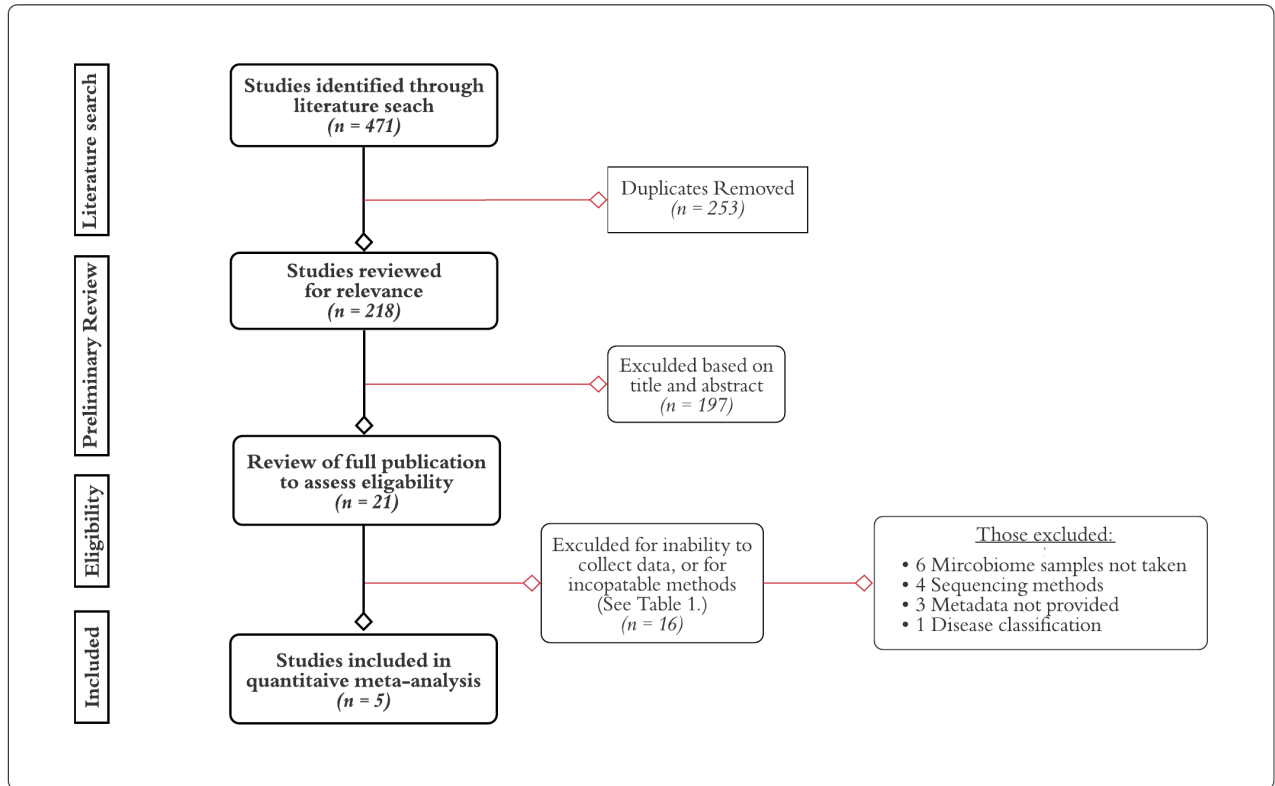 Literature search
Studies identified through
literature seach
(n = 471)
Duplicates Removed
(n = 253)
Preliminary Review
Studies reviewed
for relevance
(n = 218)
Exculded based on
title and abstract
(n = 197)
Eligibility
Review of full publication
to assess eligability
(n = 21)
Exculded for inability to
collect data, or for
incopatable methods
(See Table 1.)
(n = 16)
Those excluded:
• 6 Mircobiome samples not taken
• 4 Sequencing methods
• 3 Metadata not provided
• 1 Disease classification
Included
Studies included in
quantitaive meta-analysis
(n = 5)